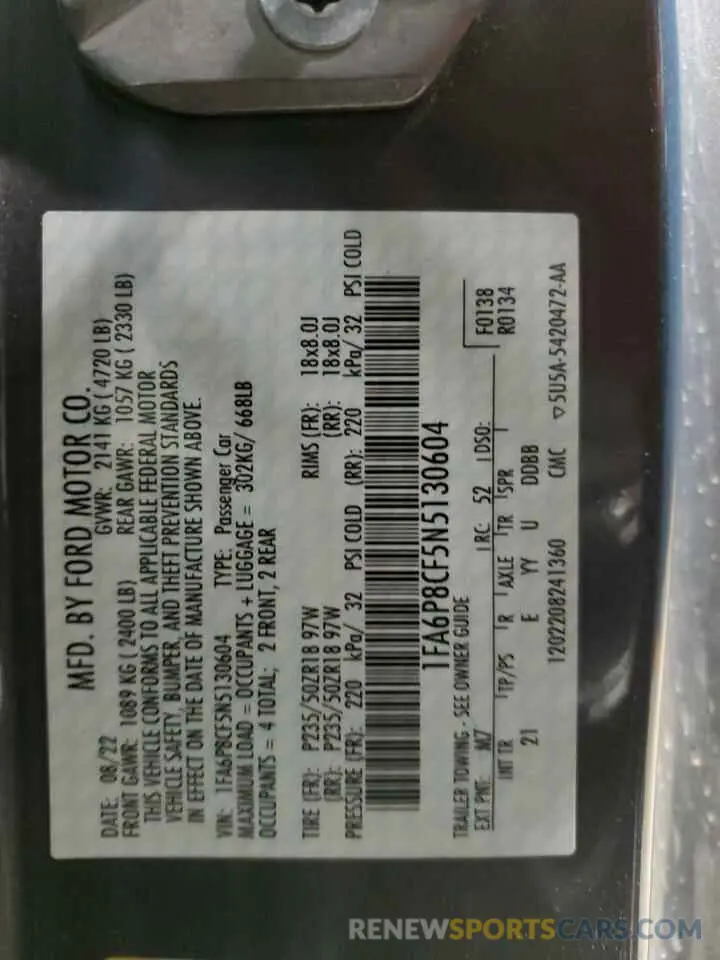 MFD. BY FORD MOTOR CO.
DATE: 08/22 GVWR: 2141 KG ( 4720 LB)
FRONT GAWR: 1089 KG ( 2400 LB) REAR GAWR: 1057 KG ( 2330 LB)
THIS VEHICLE CONFORMS TO ALL APPLICABLE FEDERAL MOTOR
VEHICLE SAFETY, BUMPER, AND THEFT PREVENTION STANDARDS
IN EFFECT ON THE DATE OF MANUFACTURE SHOWN ABOVE.
VIN: 1FA6P8CF5N5130604 TYPE: Passenger Car
MAXIMUM LOAD = OCCUPANTS + LUGGAGE = 302KG/ 668LB
OCCUPANTS = 4 TOTAL; 2 FRONT, 2 REAR
TIRE (FR): P235/50ZR18 97W RIMS (FR): 18x8.0J
(RR): P235/50ZR18 97W (RR): 18x8.0J
PRESSURE (FR): 220 kPa/ 32 PSI COLD (RR): 220 kPa/ 32 PSI COLD
1FA6P8CF5N5130604
TRAILER TOWING - SEE OWNER GUIDE
EXT PNT: M7 RC: 52 DSO: F0138
INT TR TP/PS R AXLE TR SPR R0134
21 E YY U DDBB
1202208241360 CMC ▽5U5A-5420472-AA
RENEWSPORTSCARS.COM